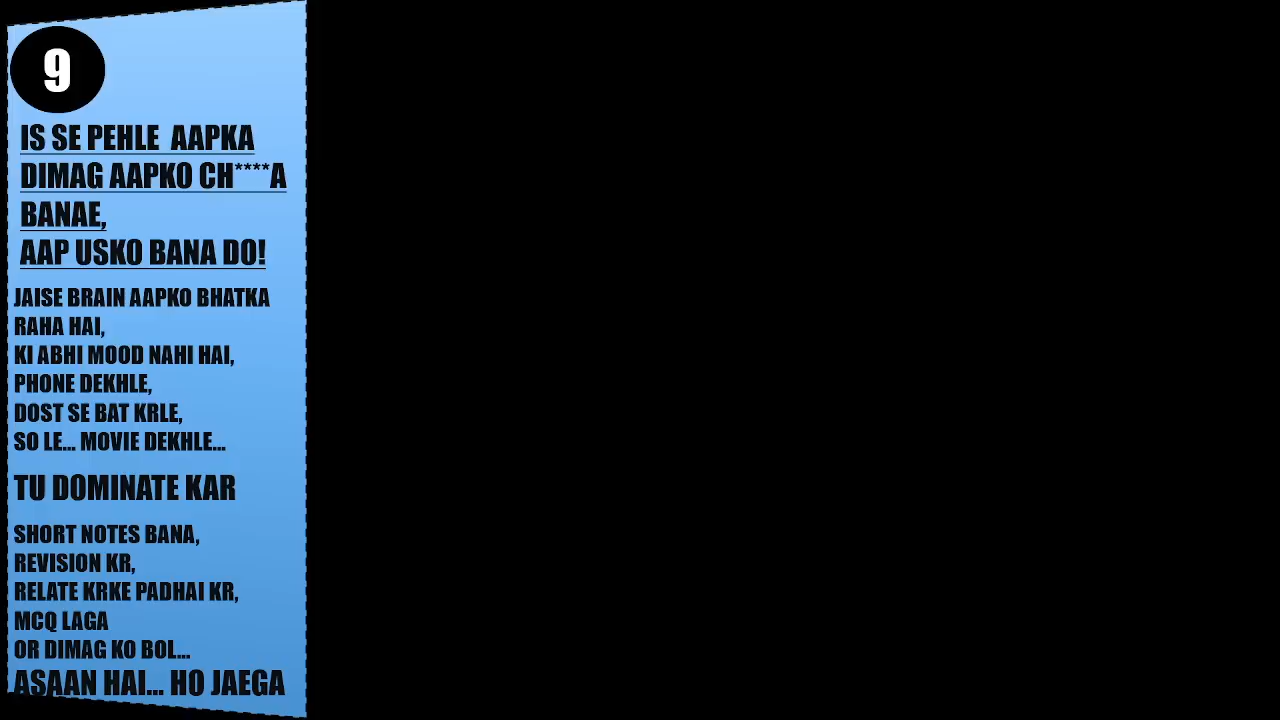 9
IS SE PEHLE  AAPKA
DIMAG AAPKO CH****A
BANAE,
AAP USKO BANA DO!
JAISE BRAIN AAPKO BHATKA
RAHA HAI,
KI ABHI MOOD NAHI HAI,
PHONE DEKHLE,
DOST SE BAT KRLE,
SO LE... MOVIE DEKHLE...
TU DOMINATE KAR
SHORT NOTES BANA,
REVISION KR,
RELATE KRKE PADHAI KR,
MCQ LAGA
OR DIMAG KO BOL...
ASAAN HAI... HO JAEGA